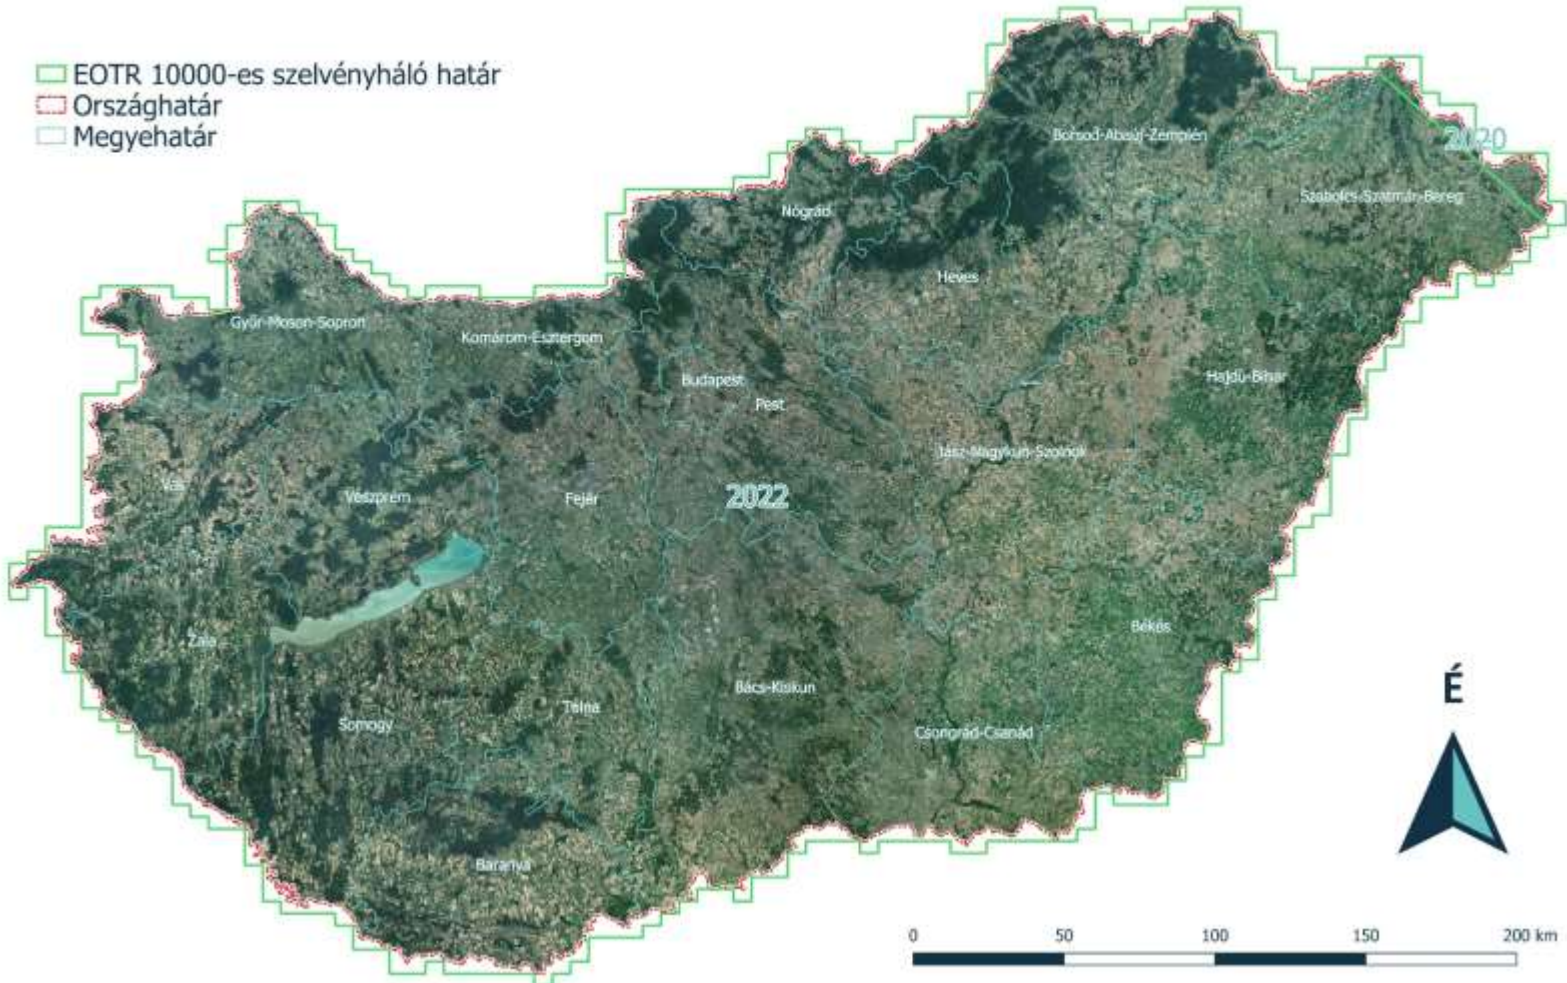 EOTR 10000-es szelvényháló határ
Országhatár
Megyehatár
Borsod-Abaúj-Zemplén
2020
Szabolcs-Szatmár-Bereg
Nógrád
Heves
Győr-Moson-Sopron
Komárom-Esztergom
Budapest
Hajdú-Bihar
Pest
Jász-Nagykun-Szolnok
Vas
Veszprém
Fejér
2022
Zala
Békés
Bács-Kiskun
Tolna
Somogy
Csongrád-Csanád
É
Baranya
0 50 100 150 200 km